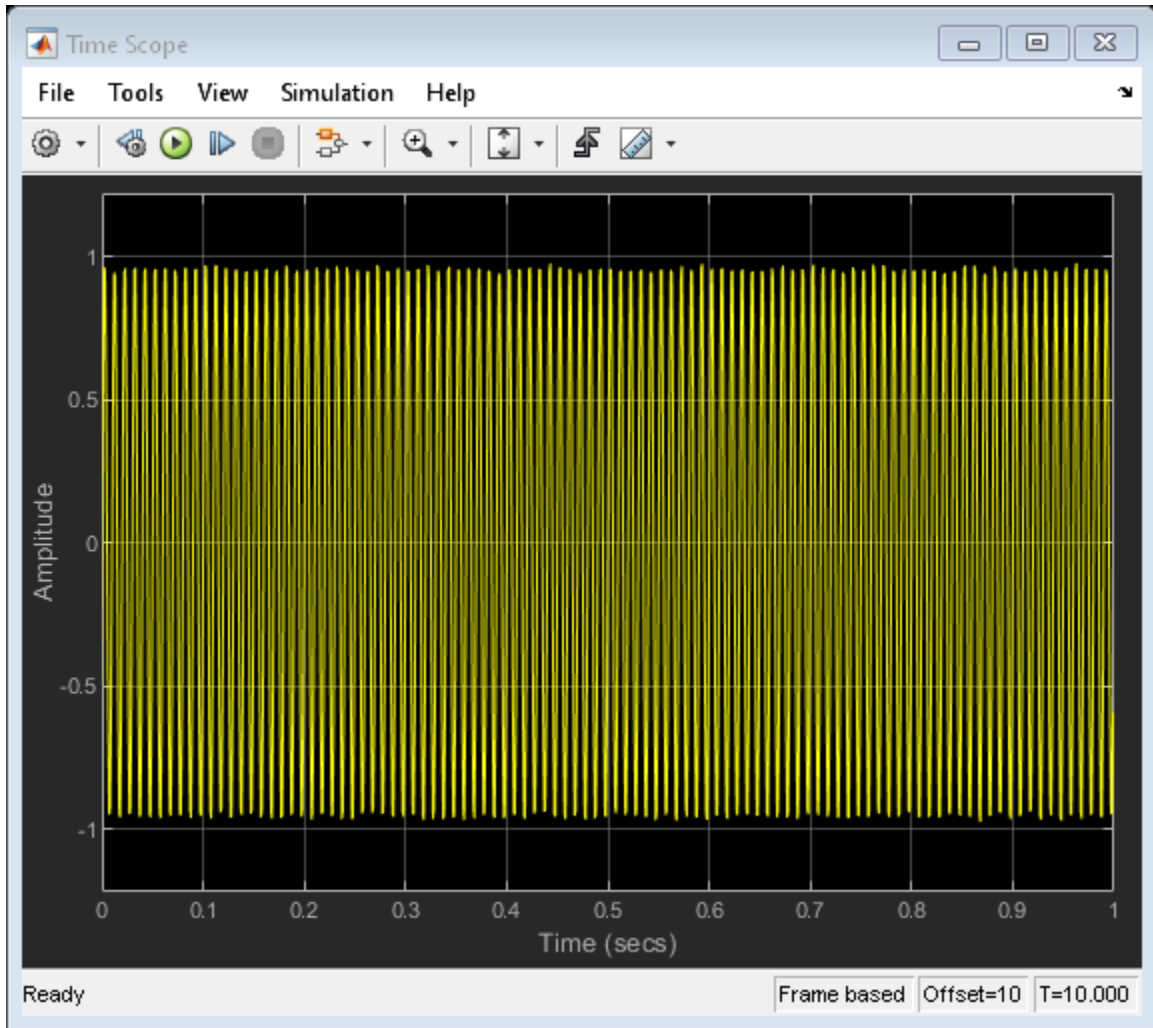 Time Scope
File Tools View Simulation Help
1
0.5
0
-0.5
-1
Amplitude
0 0.1 0.2 0.3 0.4 0.5 0.6 0.7 0.8 0.9 1
Time (secs)
Ready Frame based Offset=10 T=10.000